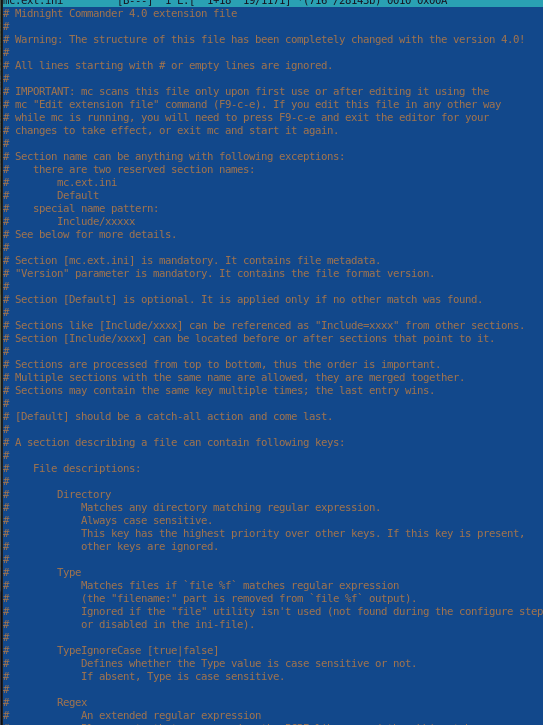 mc.ext.ini [B---] 1 L:[ 1+18 19/1171] *(716 /28145b) 0010 0x00A
# Midnight Commander 4.0 extension file
#
# Warning: The structure of this file has been completely changed with the version 4.0!
#
# All lines starting with # or empty lines are ignored.
#
# IMPORTANT: mc scans this file only upon first use or after editing it using the
# mc "Edit extension file" command (F9-c-e). If you edit this file in any other way
# while mc is running, you will need to press F9-c-e and exit the editor for your
# changes to take effect, or exit mc and start it again.
#
# Section name can be anything with following exceptions:
#    there are two reserved section names:
#        mc.ext.ini
#        Default
#    special name pattern:
#        Include/xxxxx
# See below for more details.
#
# Section [mc.ext.ini] is mandatory. It contains file metadata.
# "Version" parameter is mandatory. It contains the file format version.
#
# Section [Default] is optional. It is applied only if no other match was found.
#
# Sections like [Include/xxxx] can be referenced as "Include=xxxx" from other sections.
# Section [Include/xxxx] can be located before or after sections that point to it.
#
# Sections are processed from top to bottom, thus the order is important.
# Multiple sections with the same name are allowed, they are merged together.
# Sections may contain the same key multiple times; the last entry wins.
#
# [Default] should be a catch-all action and come last.
#
# A section describing a file can contain following keys:
#
#    File descriptions:
#
#        Directory
#            Matches any directory matching regular expression.
#            Always case sensitive.
#            This key has the highest priority over other keys. If this key is present,
#            other keys are ignored.
#
#        Type
#            Matches files if `file %f` matches regular expression
#            (the "filename:" part is removed from `file %f` output).
#            Ignored if the "file" utility isn't used (not found during the configure step
#            or disabled in the ini-file).
#
#        TypeIgnoreCase [true|false]
#            Defines whether the Type value is case sensitive or not.
#            If absent, Type is case sensitive.
#
#        Regex
#            An extended regular expression